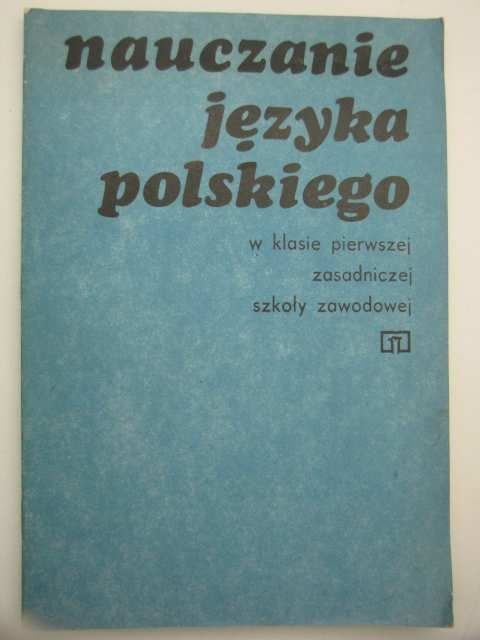 nauczanie
języka
polskiego
w klasie pierwszej
zasadniczej
szkoły zawodowej